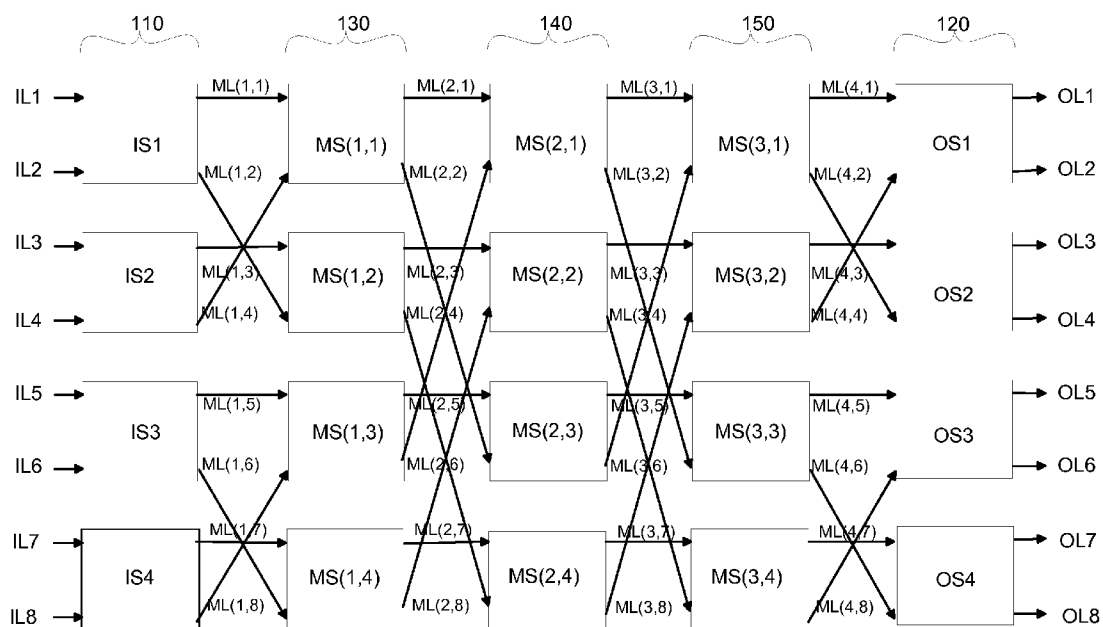 110 130 140 150 120
IL1 ML(1,1) ML(2,1) ML(3,1) ML(4,1) OL1
IS1 MS(1,1) MS(2,1) MS(3,1) OS1
IL2 ML(1,2) ML(2,2) ML(3,2) ML(4,2) OL2
IL3 OL3
IS2 ML(1,3) MS(1,2) ML(2,3) MS(2,2) ML(3,3) MS(3,2) ML(4,3) OS2
IL4 ML(1,4) ML(2,4) ML(3,4) ML(4,4) OL4
IL5 ML(1,5) ML(2,5) ML(3,5) ML(4,5) OL5
IS3 MS(1,3) MS(2,3) MS(3,3) OS3
IL6 ML(1,6) ML(2,6) ML(3,6) ML(4,6) OL6
IL7 ML(1,7) ML(2,7) ML(3,7) ML(4,7) OL7
IS4 MS(1,4) MS(2,4) MS(3,4) OS4
IL8 ML(1,8) ML(2,8) ML(3,8) ML(4,8) OL8